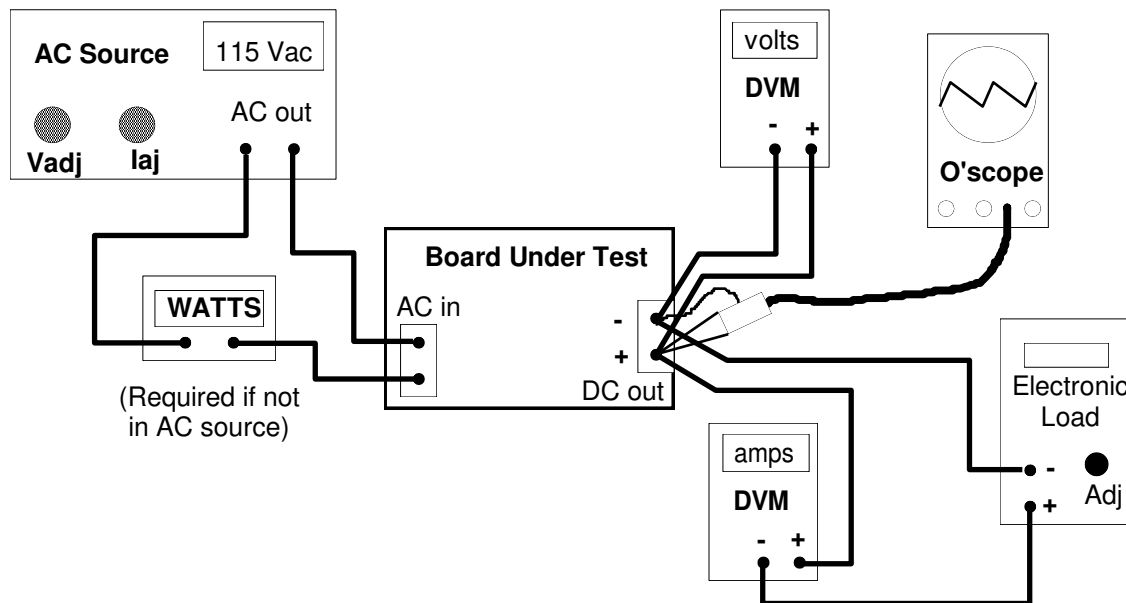 AC Source
115 Vac
AC out
Vadj
Iaj
volts
DVM
- +
O'scope
Board Under Test
WATTS
AC in
-
+
DC out
(Required if not
in AC source)
Electronic
Load
-
Adj
+
amps
DVM
- +